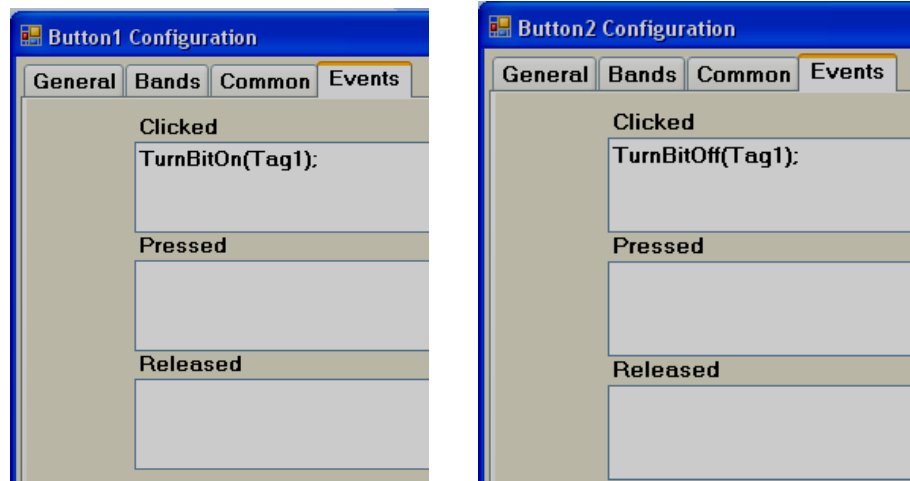 Button1 Configuration
General Bands Common Events
Clicked
TurnBitOn(Tag1);
Pressed
Released
Button2 Configuration
General Bands Common Events
Clicked
TurnBitOff(Tag1);
Pressed
Released